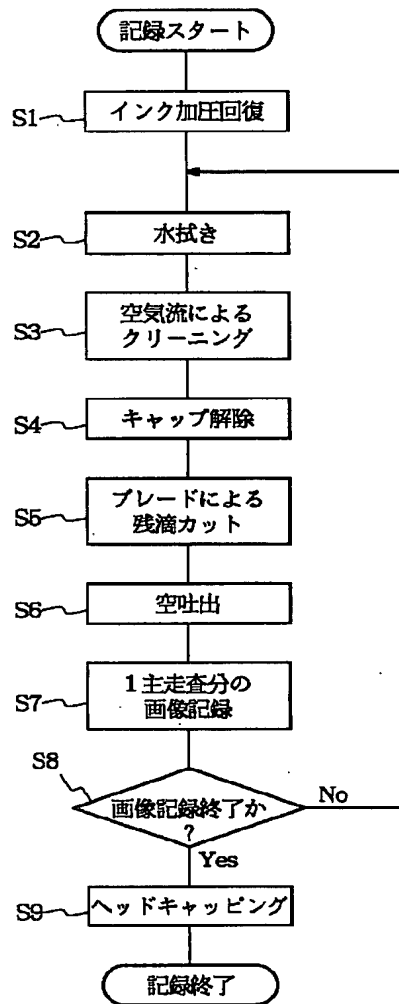 記録スタート
S1
インク加圧回復
S2
水拭き
S3
空気流による
クリーニング
S4
キャップ解除
S5
ブレードによる
残滴カット
S6
空吐出
S7
1主走査分の
画像記録
S8
画像記録終了か
?
No
Yes
S9
ヘッドキャッピング
記録終了